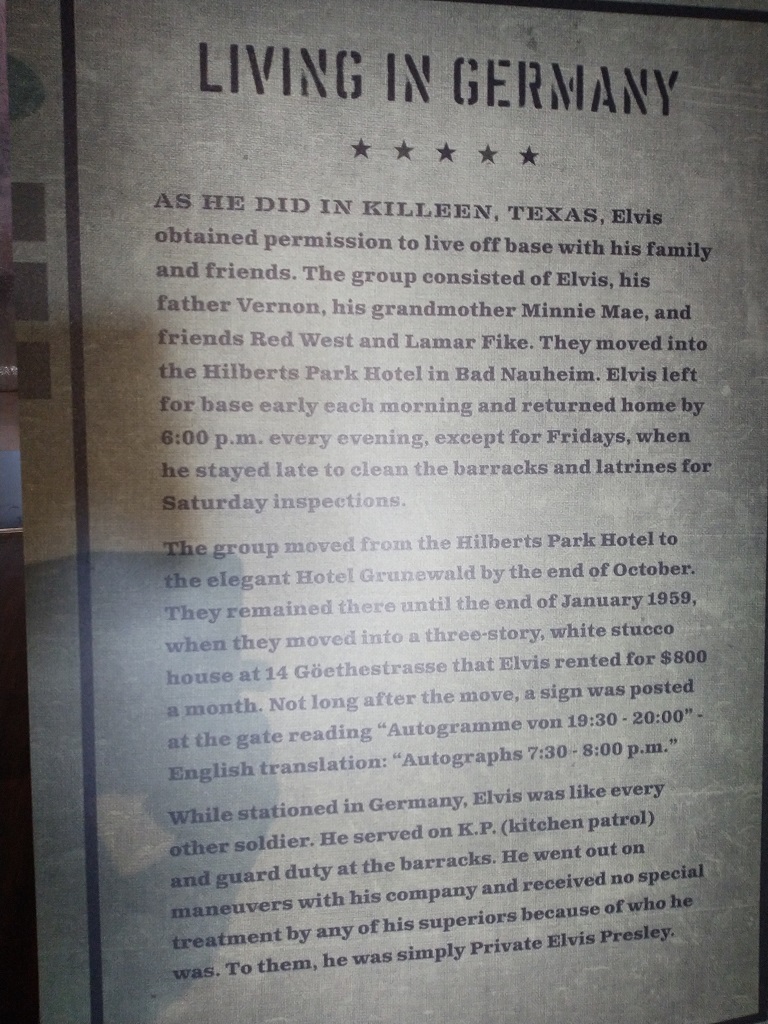 LIVING IN GERMANY
★ ★ ★ ★ ★
AS HE DID IN KILLEEN, TEXAS, Elvis
obtained permission to live off base with his family
and friends. The group consisted of Elvis, his
father Vernon, his grandmother Minnie Mae, and
friends Red West and Lamar Fike. They moved into
the Hilberts Park Hotel in Bad Nauheim. Elvis left
for base early each morning and returned home by
6:00 p.m. every evening, except for Fridays, when
he stayed late to clean the barracks and latrines for
Saturday inspections.
The group moved from the Hilberts Park Hotel to
the elegant Hotel Grunewald by the end of October.
They remained there until the end of January 1959,
when they moved into a three-story, white stucco
house at 14 Göethestrasse that Elvis rented for $800
a month. Not long after the move, a sign was posted
at the gate reading “Autogramme von 19:30 - 20:00” -
English translation: “Autographs 7:30 - 8:00 p.m.”
While stationed in Germany, Elvis was like every
other soldier. He served on K.P. (kitchen patrol)
and guard duty at the barracks. He went out on
maneuvers with his company and received no special
treatment by any of his superiors because of who he
was. To them, he was simply Private Elvis Presley.